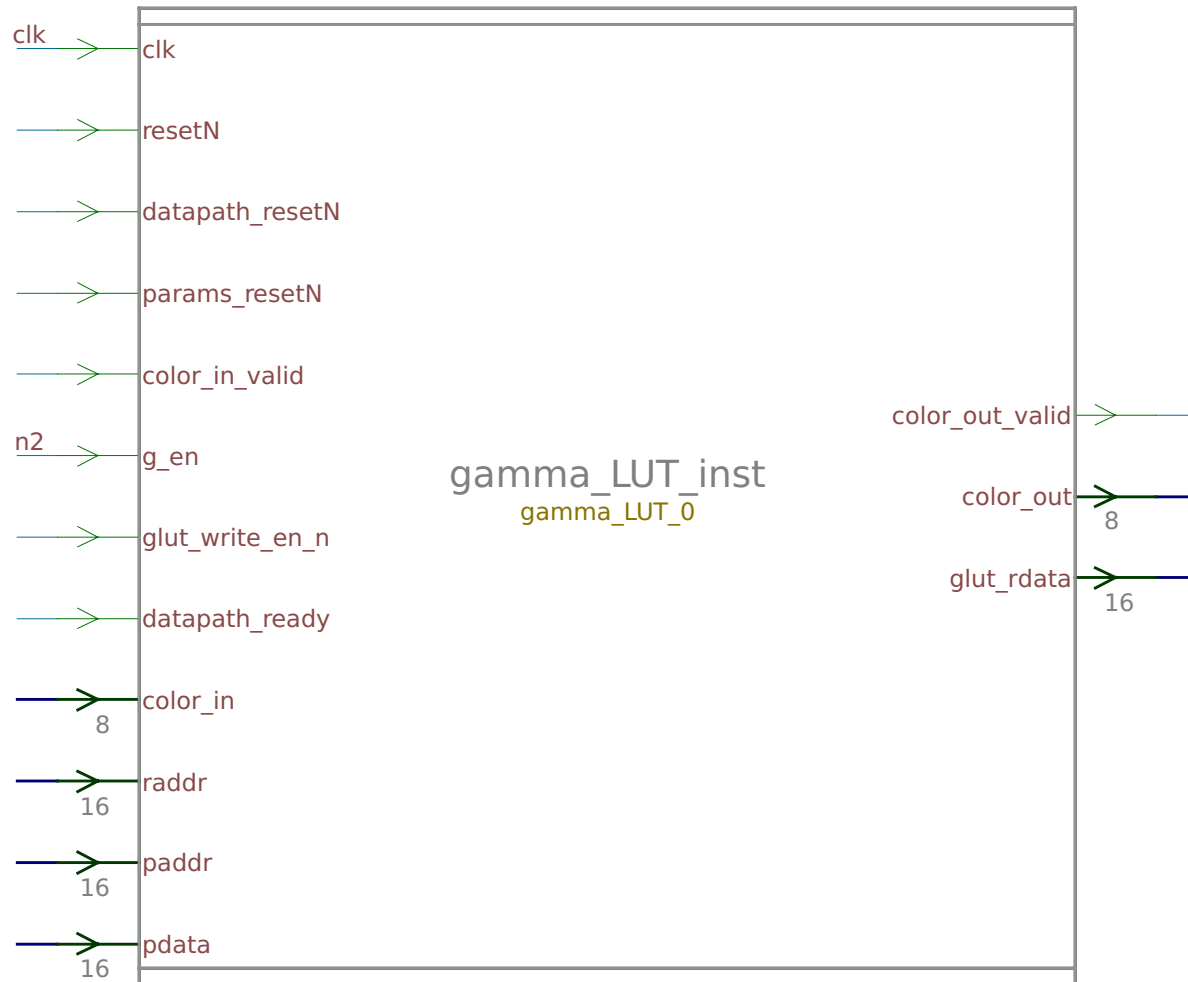 clk
clk
resetN
datapath_resetN
params_resetN
color_in_valid
n2
g_en
glut_write_en_n
datapath_ready
color_in
8
raddr
16
paddr
16
pdata
16
gamma_LUT_inst
gamma_LUT_0
color_out_valid
color_out
8
glut_rdata
16